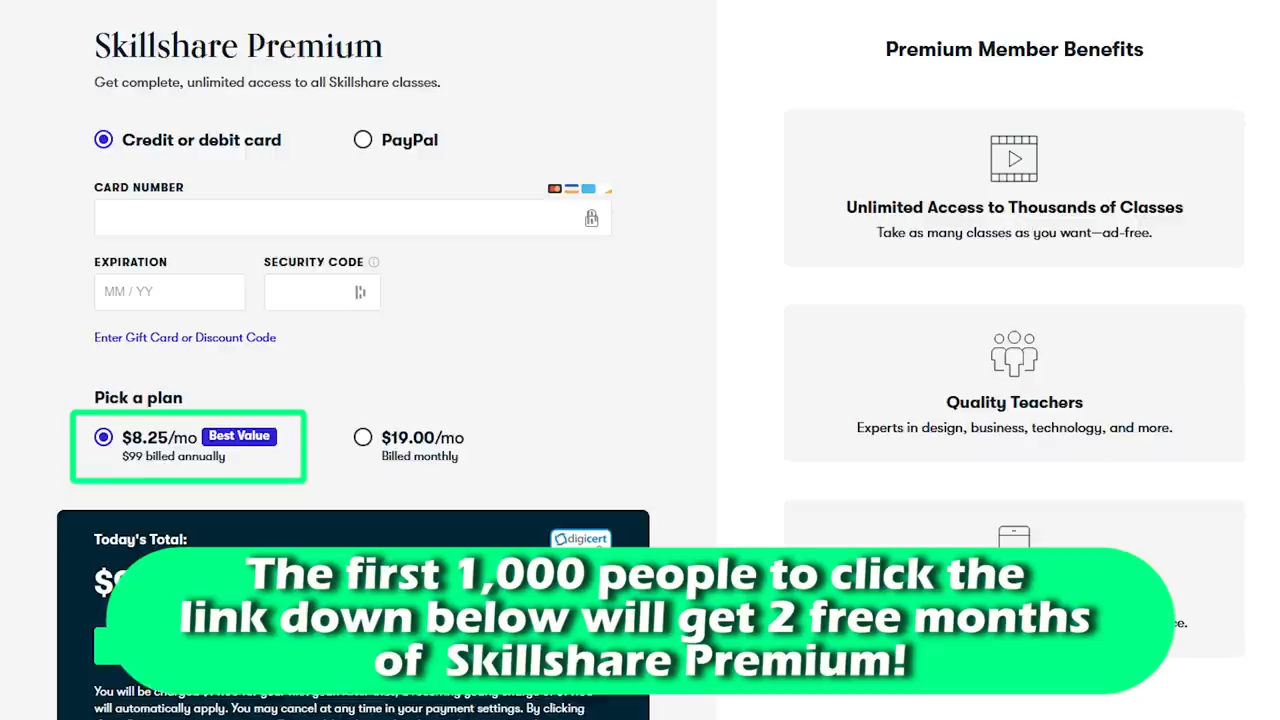 Skillshare Premium
Get complete, unlimited access to all Skillshare classes.
Credit or debit card
PayPal
CARD NUMBER
EXPIRATION
SECURITY CODE
MM / YY
Enter Gift Card or Discount Code
Pick a plan
$8.25/mo Best Value
$99 billed annually
$19.00/mo
Billed monthly
Today's Total:
digicert
The first 1,000 people to click the
link down below will get 2 free months
of Skillshare Premium!
You will be
will automatically apply. You may cancel at any time in your payment settings. By clicking
Premium Member Benefits
Unlimited Access to Thousands of Classes
Take as many classes as you want—ad-free.
Quality Teachers
Experts in design, business, technology, and more.